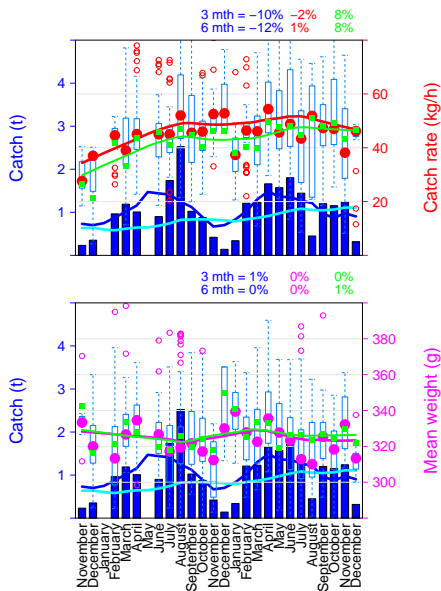 3 mth = −10% −2% 8%
6 mth = −12% 1% 8%
5
4
3
2
1
Catch (t)
60
40
20
Catch rate (kg/h)
3 mth = 1% 0% 0%
6 mth = 0% 0% 1%
5
4
3
2
1
Catch (t)
380
360
340
320
300
Mean weight (g)
November
December
January
February
March
April
May
June
July
August
September
October
November
December
January
February
March
April
May
June
July
August
September
October
November
December